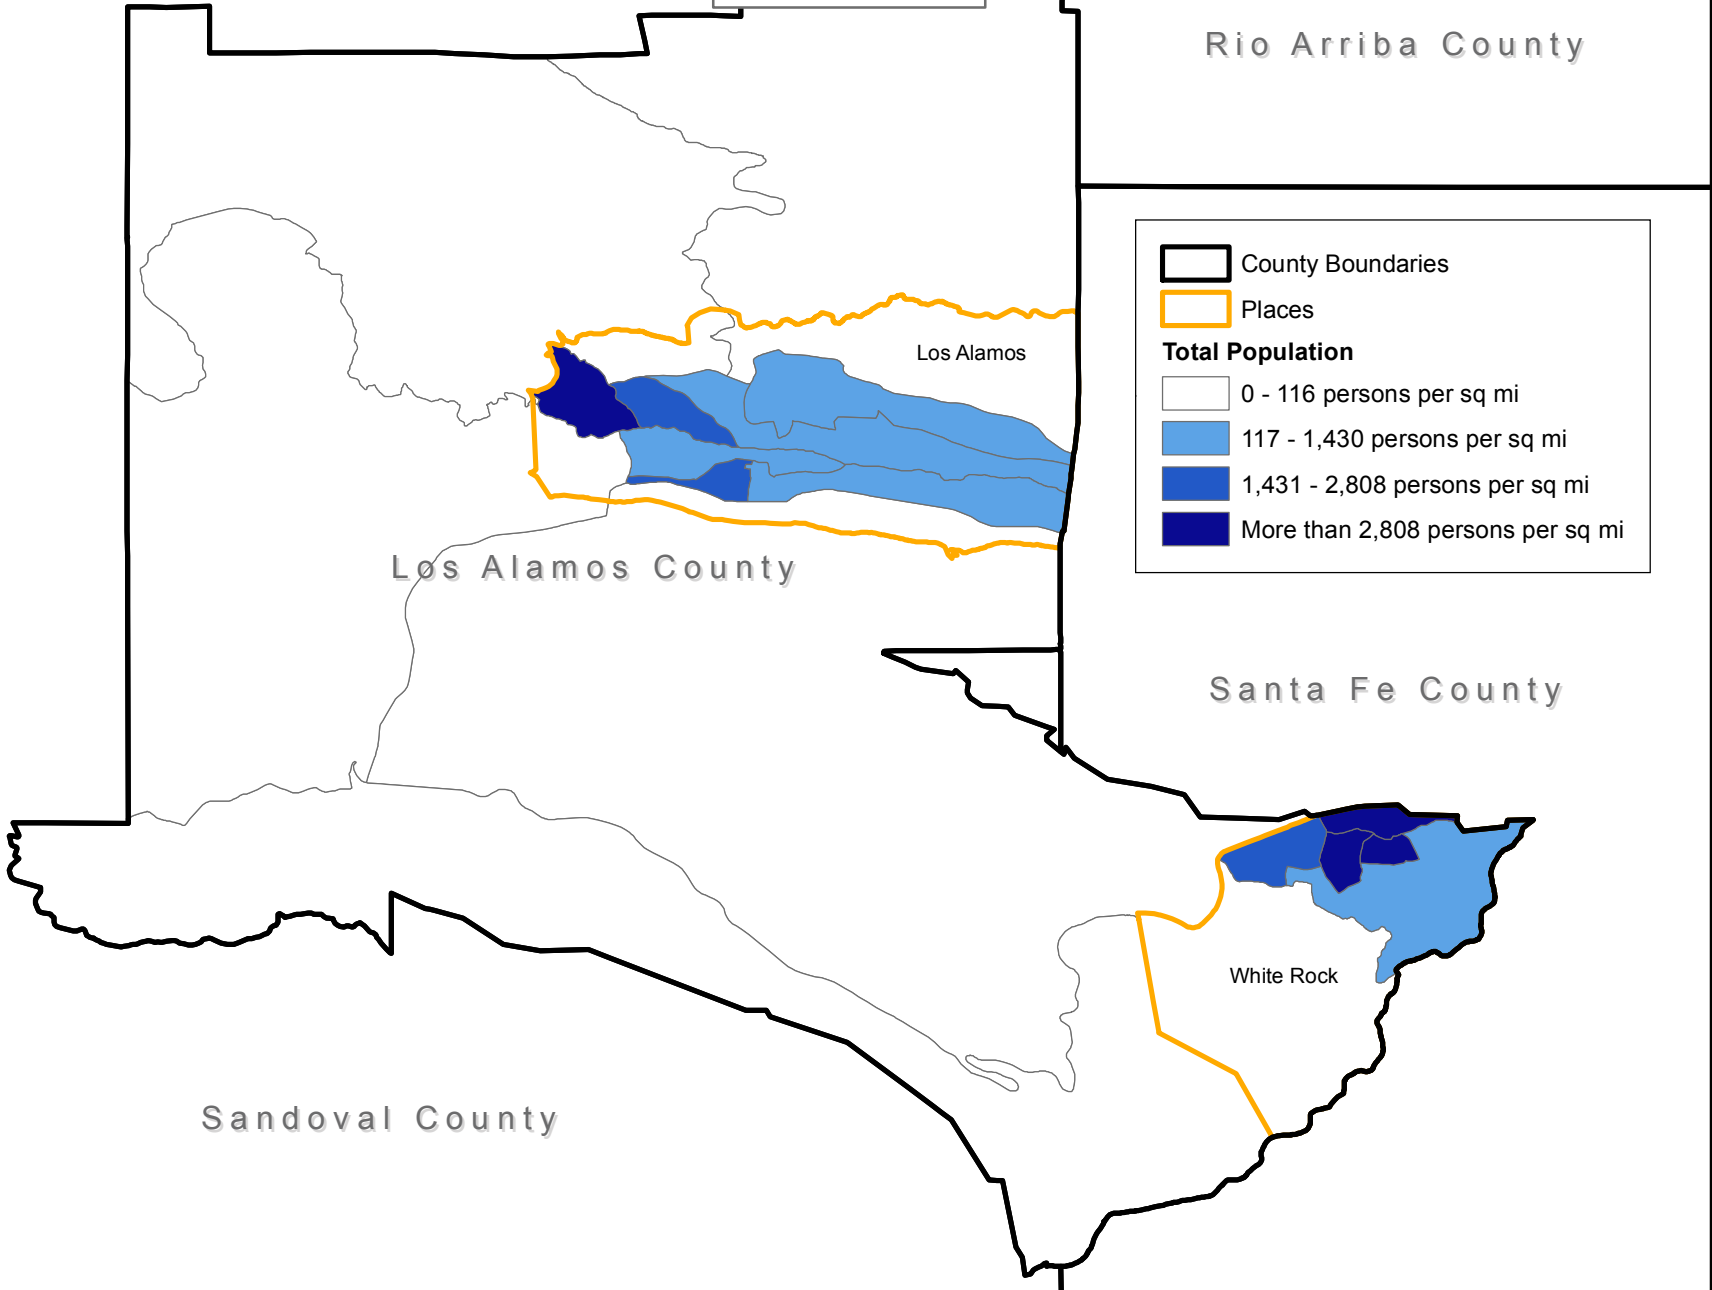 Rio Arriba County
County Boundaries
Places
Total Population
0 - 116 persons per sq mi
117 - 1,430 persons per sq mi
1,431 - 2,808 persons per sq mi
More than 2,808 persons per sq mi
Los Alamos
Los Alamos County
Santa Fe County
White Rock
Sandoval County